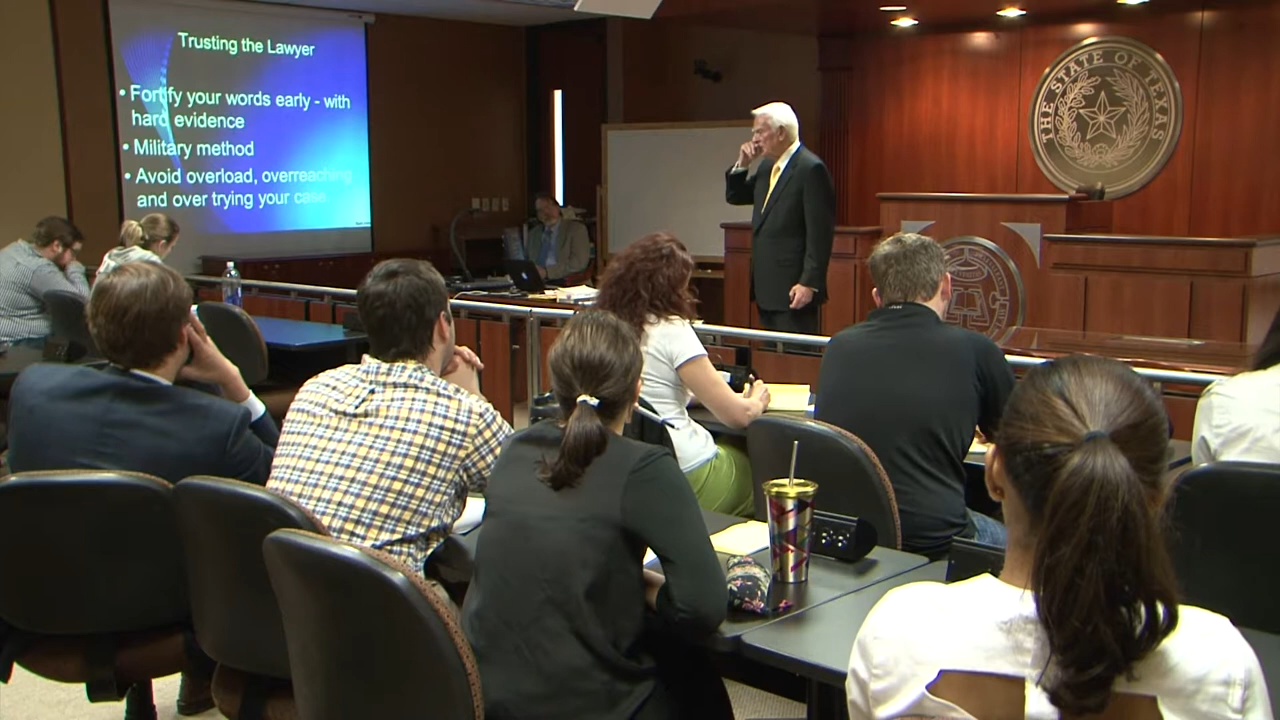 Trusting the Lawyer
• Fortify your words early - with
hard evidence
• Military method
• Avoid overload, overreaching
and over trying your case
THE STATE OF TEXAS